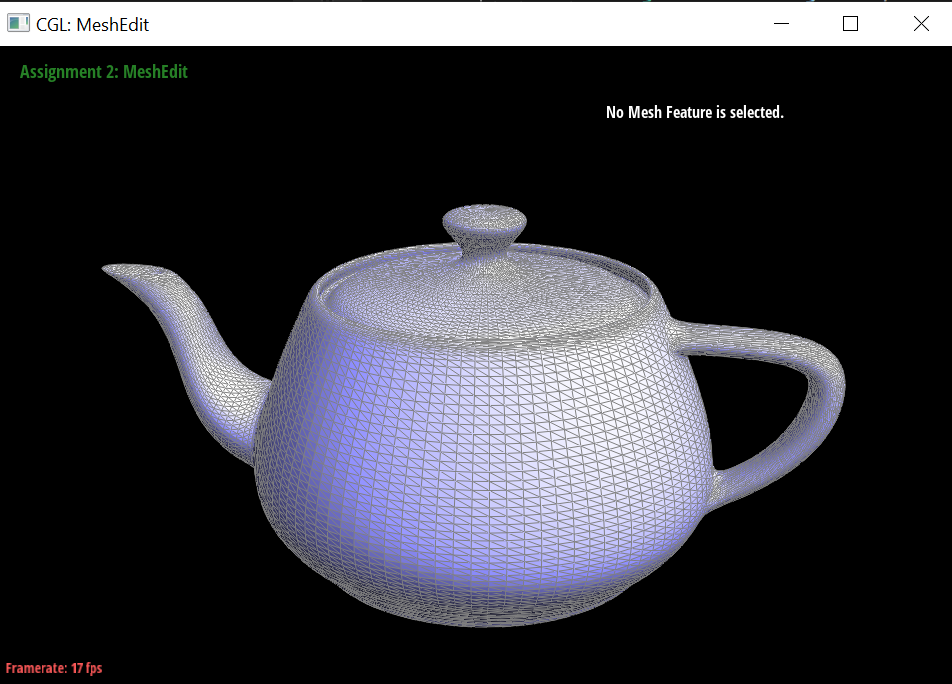 CGL: MeshEdit
Assignment 2: MeshEdit
No Mesh Feature is selected.
Framerate: 17 fps